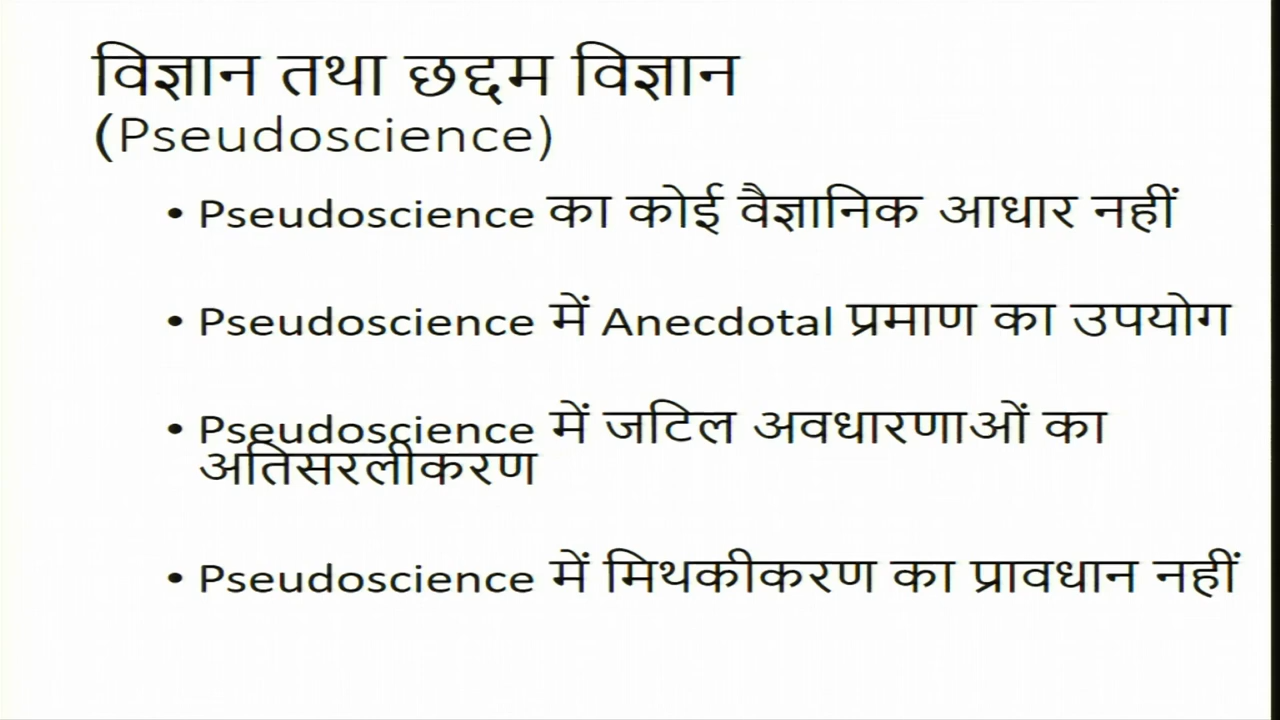 विज्ञान तथा छद्दम विज्ञान
(Pseudoscience)
• Pseudoscience का कोई वैज्ञानिक आधार नहीं
• Pseudoscience में Anecdotal प्रमाण का उपयोग
• Pseudoscience में जटिल अवधारणाओं का
अतिसरलीकरण
• Pseudoscience में मिथकीकरण का प्रावधान नहीं